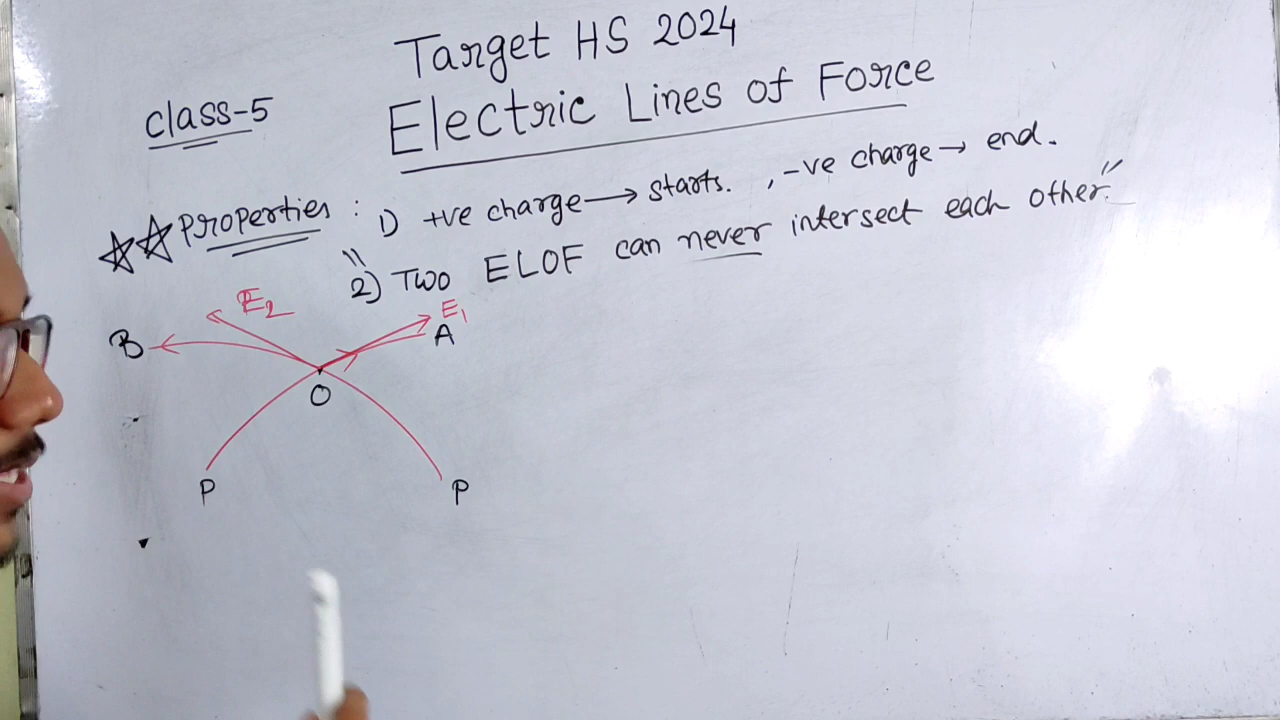 Target HS 2024
class-5
Electric Lines of Force
Properties : 1) +ve charge → starts. , -ve charge → end.
"2) Two ELOF can never intersect each other."
E₂
E₁
B
A
O
P
P